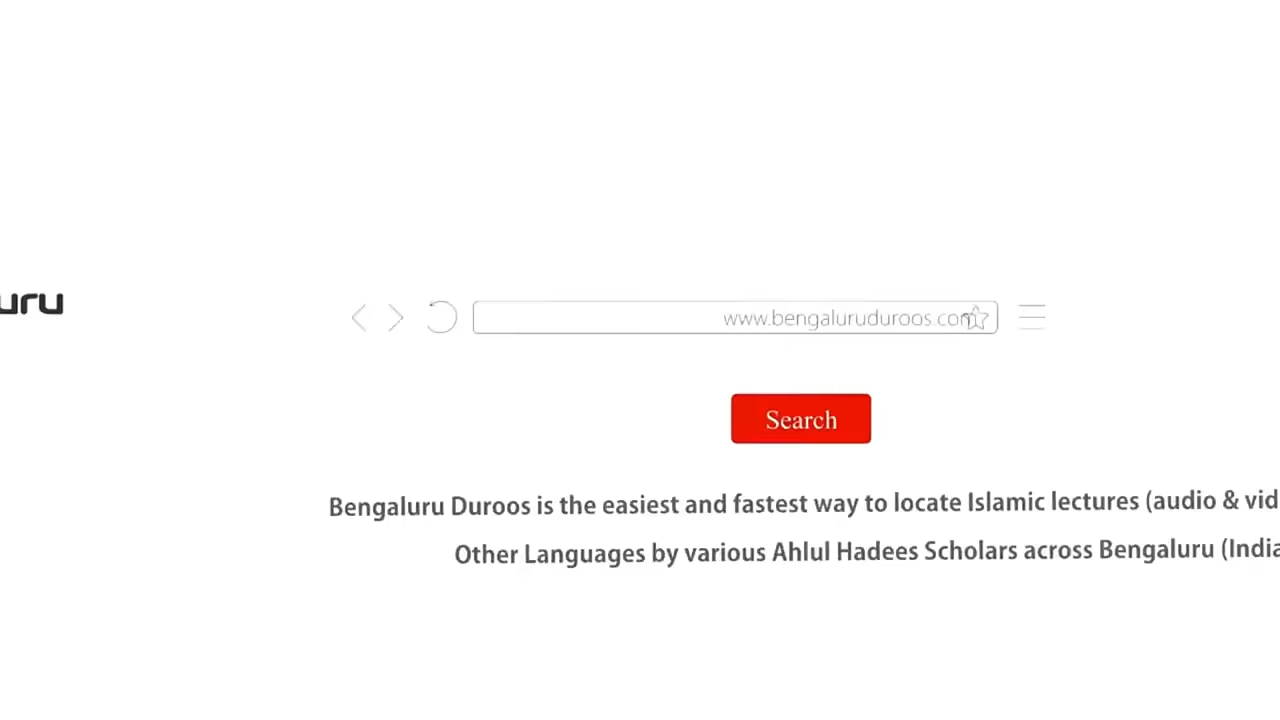 uru
www.bengaluruduroos.com
Search
Bengaluru Duroos is the easiest and fastest way to locate Islamic lectures (audio & vid
Other Languages by various Ahlul Hadees Scholars across Bengaluru (India